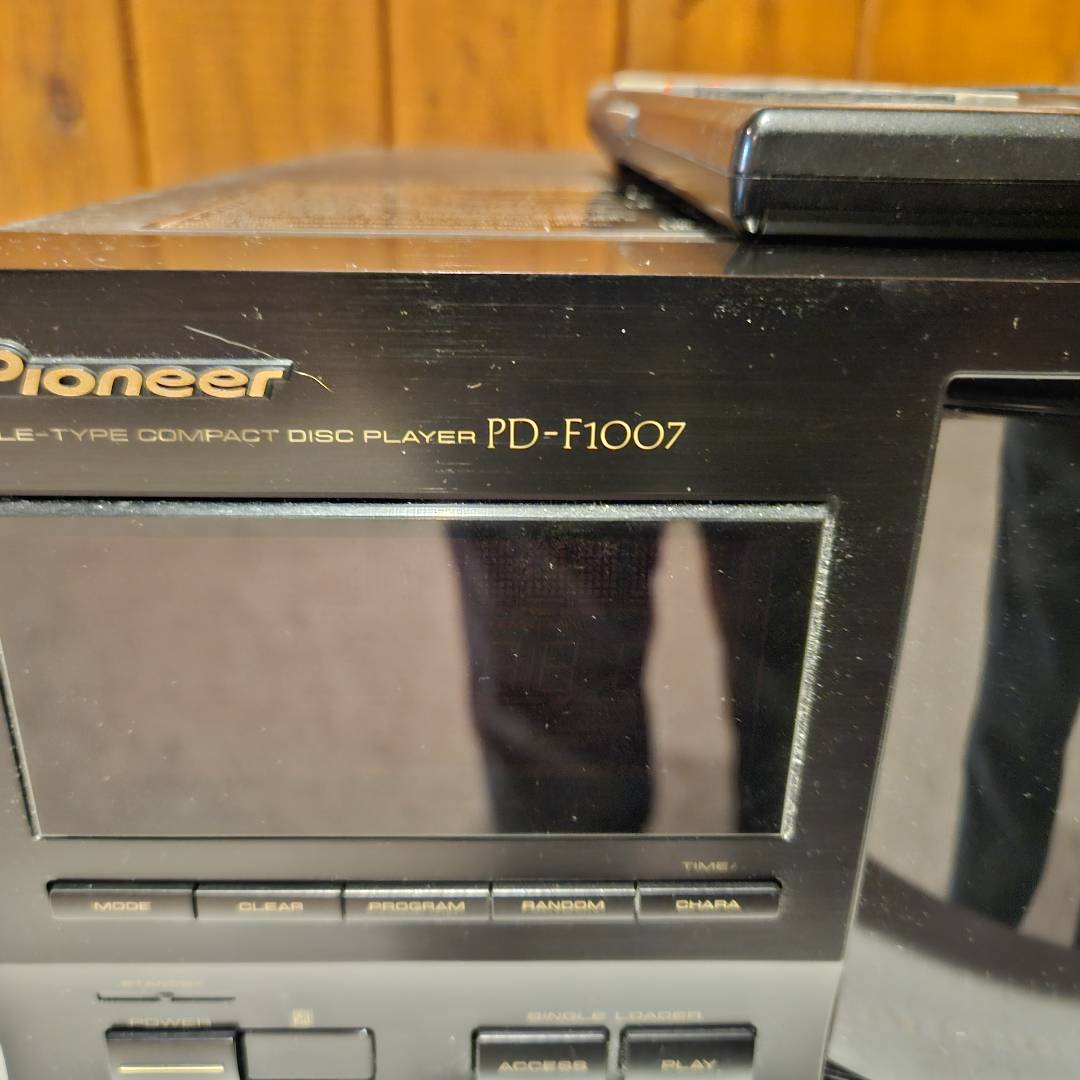 Pioneer
LE-TYPE COMPACT DISC PLAYER PD-F1007
TIME/
MODE CLEAR PROGRAM RANDOM CHARA
STANDBY
POWER SINGLE LOADER
ACCESS PLAY